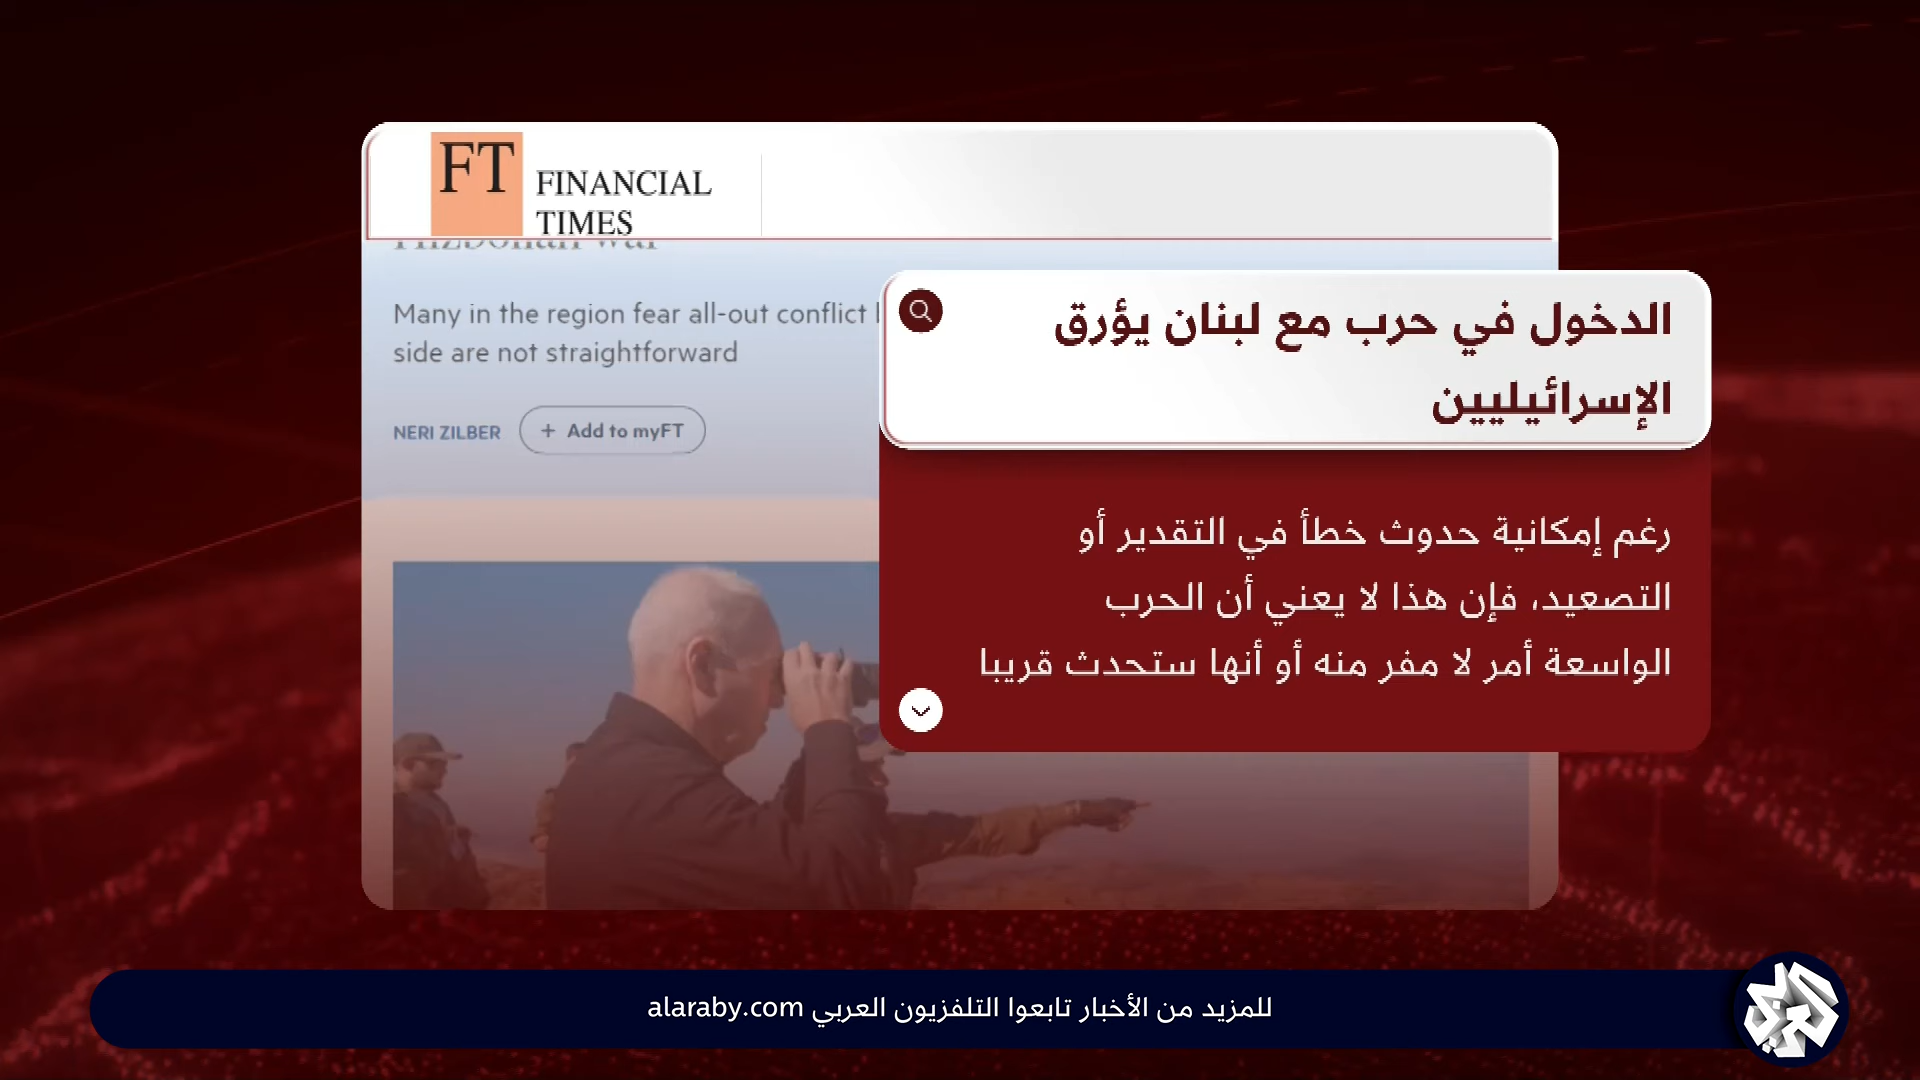 FT
FINANCIAL
TIMES
Many in the region fear all-out conflict
side are not straightforward
NERI ZILBER
+ Add to myFT
الدخول في حرب مع لبنان يؤرق
الإسرائيليين
رغم إمكانية حدوث خطأ في التقدير أو
التصعيد، فإن هذا لا يعني أن الحرب
الواسعة أمر لا مفر منه أو أنها ستحدث قريبا
للمزيد من الأخبار تابعوا التلفزيون العربي alaraby.com